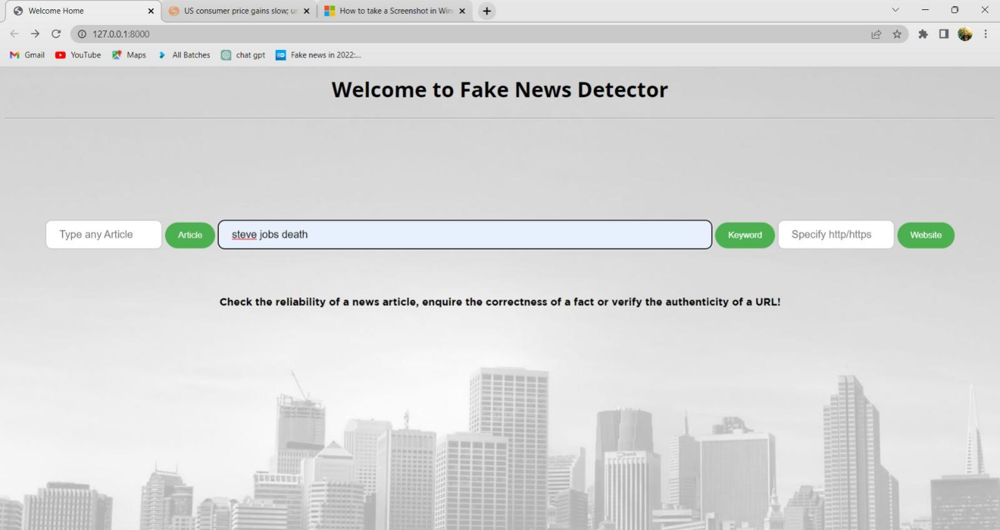 Welcome Home
US consumer price gains slow; ur
How to take a Screenshot in Win
127.0.0.1:8000
Gmail YouTube Maps All Batches chat gpt Fake news in 2022:...
Welcome to Fake News Detector
Type any Article Article steve jobs death Keyword Specify http/https Website
Check the reliability of a news article, enquire the correctness of a fact or verify the authenticity of a URL!